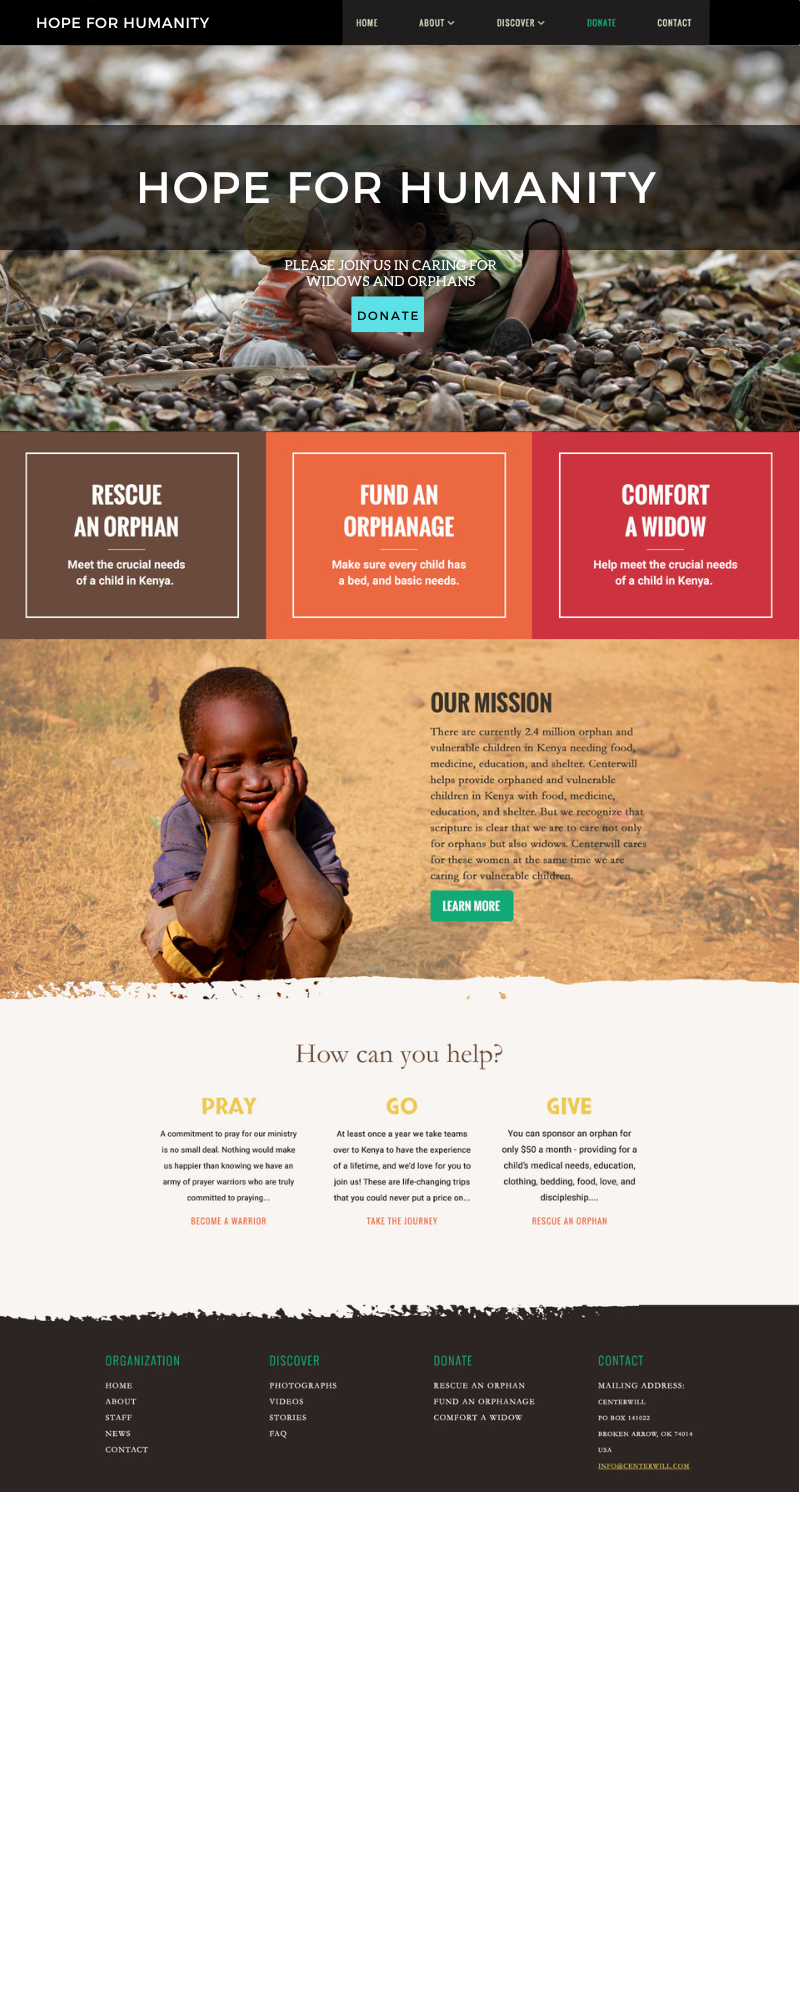 HOPE FOR HUMANITY
HOME
ABOUT
DISCOVER
DONATE
CONTACT
HOPE FOR HUMANITY
PLEASE JOIN US IN CARING FOR
WIDOWS AND ORPHANS
DONATE
RESCUE
AN ORPHAN
Meet the crucial needs
of a child in Kenya.
FUND AN
ORPHANAGE
Make sure every child has
a bed, and basic needs.
COMFORT
A WIDOW
Help meet the crucial needs
of a child in Kenya.
OUR MISSION
There are currently 2.4 million orphan and
vulnerable children in Kenya needing food,
medicine, education, and shelter. Centerwill
helps provide orphaned and vulnerable
children in Kenya with food, medicine,
education, and shelter. But we recognize that
scripture is clear that we are to care not only
for orphans but also widows. Centerwill cares
for these women at the same time we are
caring for vulnerable children.
LEARN MORE
How can you help?
PRAY
A commitment to pray for our ministry
is no small deal. Nothing would make
us happier than knowing we have an
army of prayer warriors who are truly
committed to praying...
BECOME A WARRIOR
GO
At least once a year we take teams
over to Kenya to have the experience
of a lifetime, and we'd love for you to
join us! These are life-changing trips
that you could never put a price on...
TAKE THE JOURNEY
GIVE
You can sponsor an orphan for
only $50 a month - providing for a
child's medical needs, education,
clothing, bedding, food, love, and
discipleship....
RESCUE AN ORPHAN
ORGANIZATION
HOME
ABOUT
STAFF
NEWS
CONTACT
DISCOVER
PHOTOGRAPHS
VIDEOS
STORIES
FAQ
DONATE
RESCUE AN ORPHAN
FUND AN ORPHANAGE
COMFORT A WIDOW
CONTACT
MAILING ADDRESS:
CENTERWILL
PO BOX 141022
BROKEN ARROW, OK 74014
USA
INFO@CENTERWILL.COM